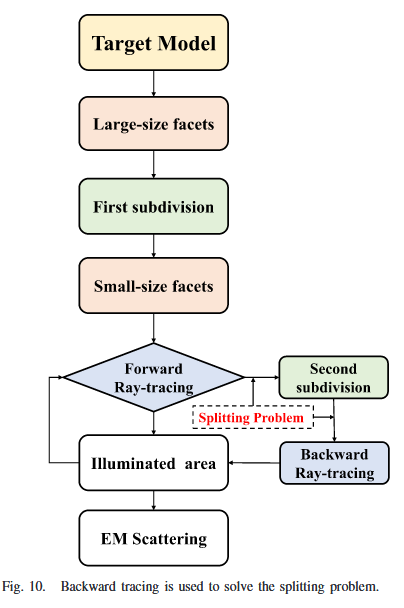 Target Model
Large-size facets
First subdivision
Small-size facets
Forward
Ray-tracing
Second
subdivision
Splitting Problem
Illuminated area
Backward
Ray-tracing
EM Scattering
Fig. 10. Backward tracing is used to solve the splitting problem.